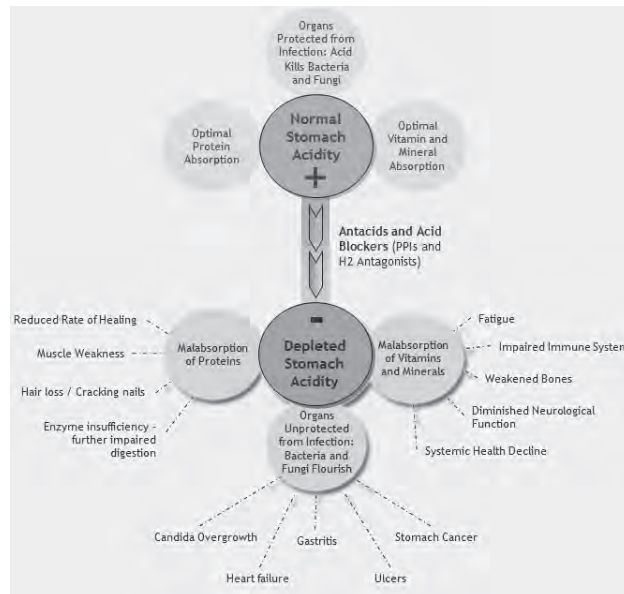 Organs
Protected from
Infection: Acid
Kills Bacteria
and Fungi
Optimal
Protein
Absorption
Normal
Stomach
Acidity
+
Optimal
Vitamin and
Mineral
Absorption
Antacids and Acid
Blockers (PPIs and
H2 Antagonists)
-
Depleted
Stomach
Acidity
Malabsorption
of Proteins
Reduced Rate of Healing
Muscle Weakness
Hair loss / Cracking nails
Enzyme insufficiency -
further impaired
digestion
Malabsorption
of Vitamins
and Minerals
Fatigue
Impaired Immune System
Weakened Bones
Diminished Neurological
Function
Systemic Health Decline
Organs
Unprotected
from Infection:
Bacteria and
Fungi Flourish
Candida Overgrowth
Heart failure
Gastritis
Ulcers
Stomach Cancer